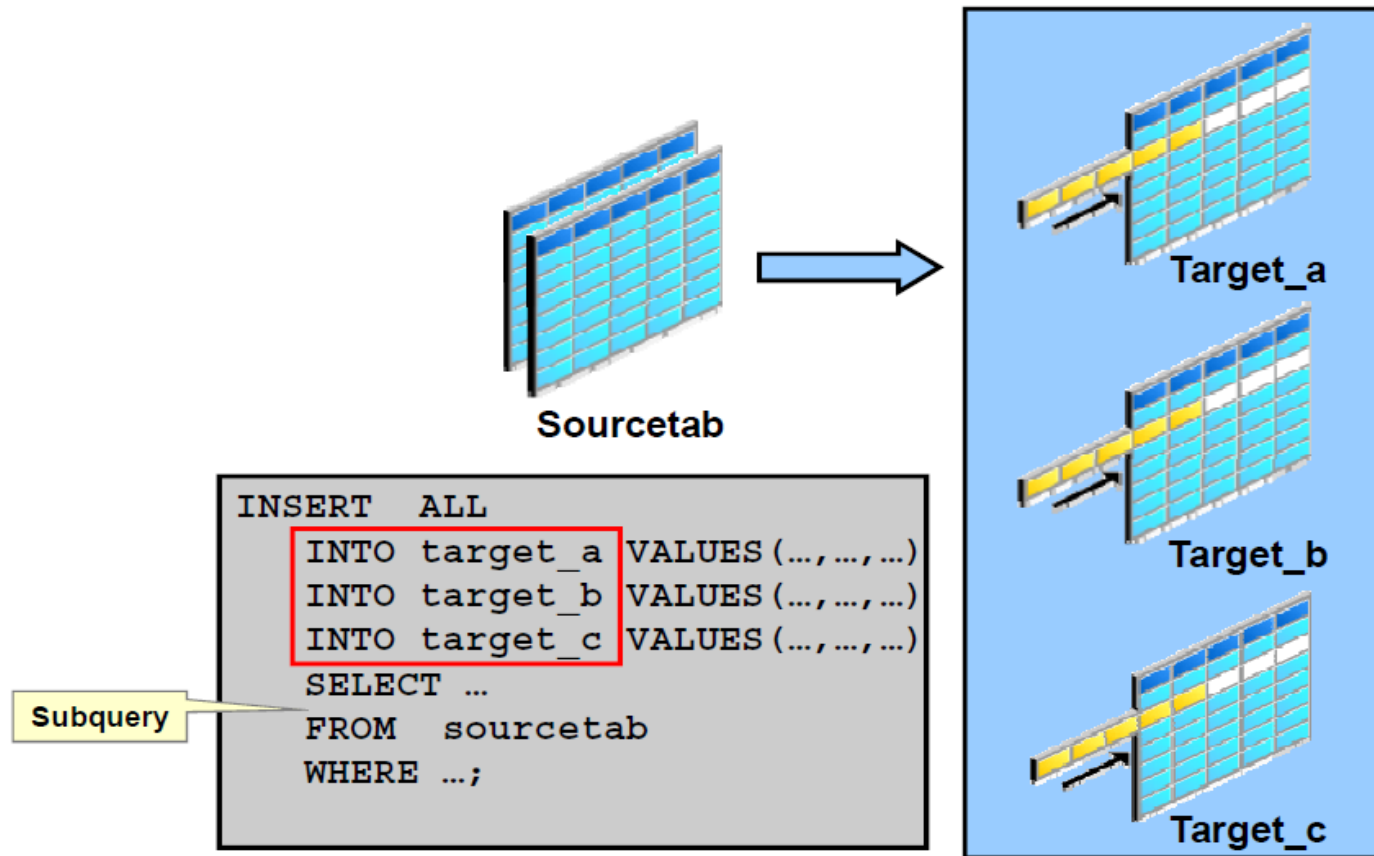 Sourcetab
INSERT  ALL
INTO target_a VALUES(…,…,…)
INTO target_b VALUES(…,…,…)
INTO target_c VALUES(…,…,…)
SELECT …
FROM  sourcetab
WHERE …;
Subquery
Target_a
Target_b
Target_c